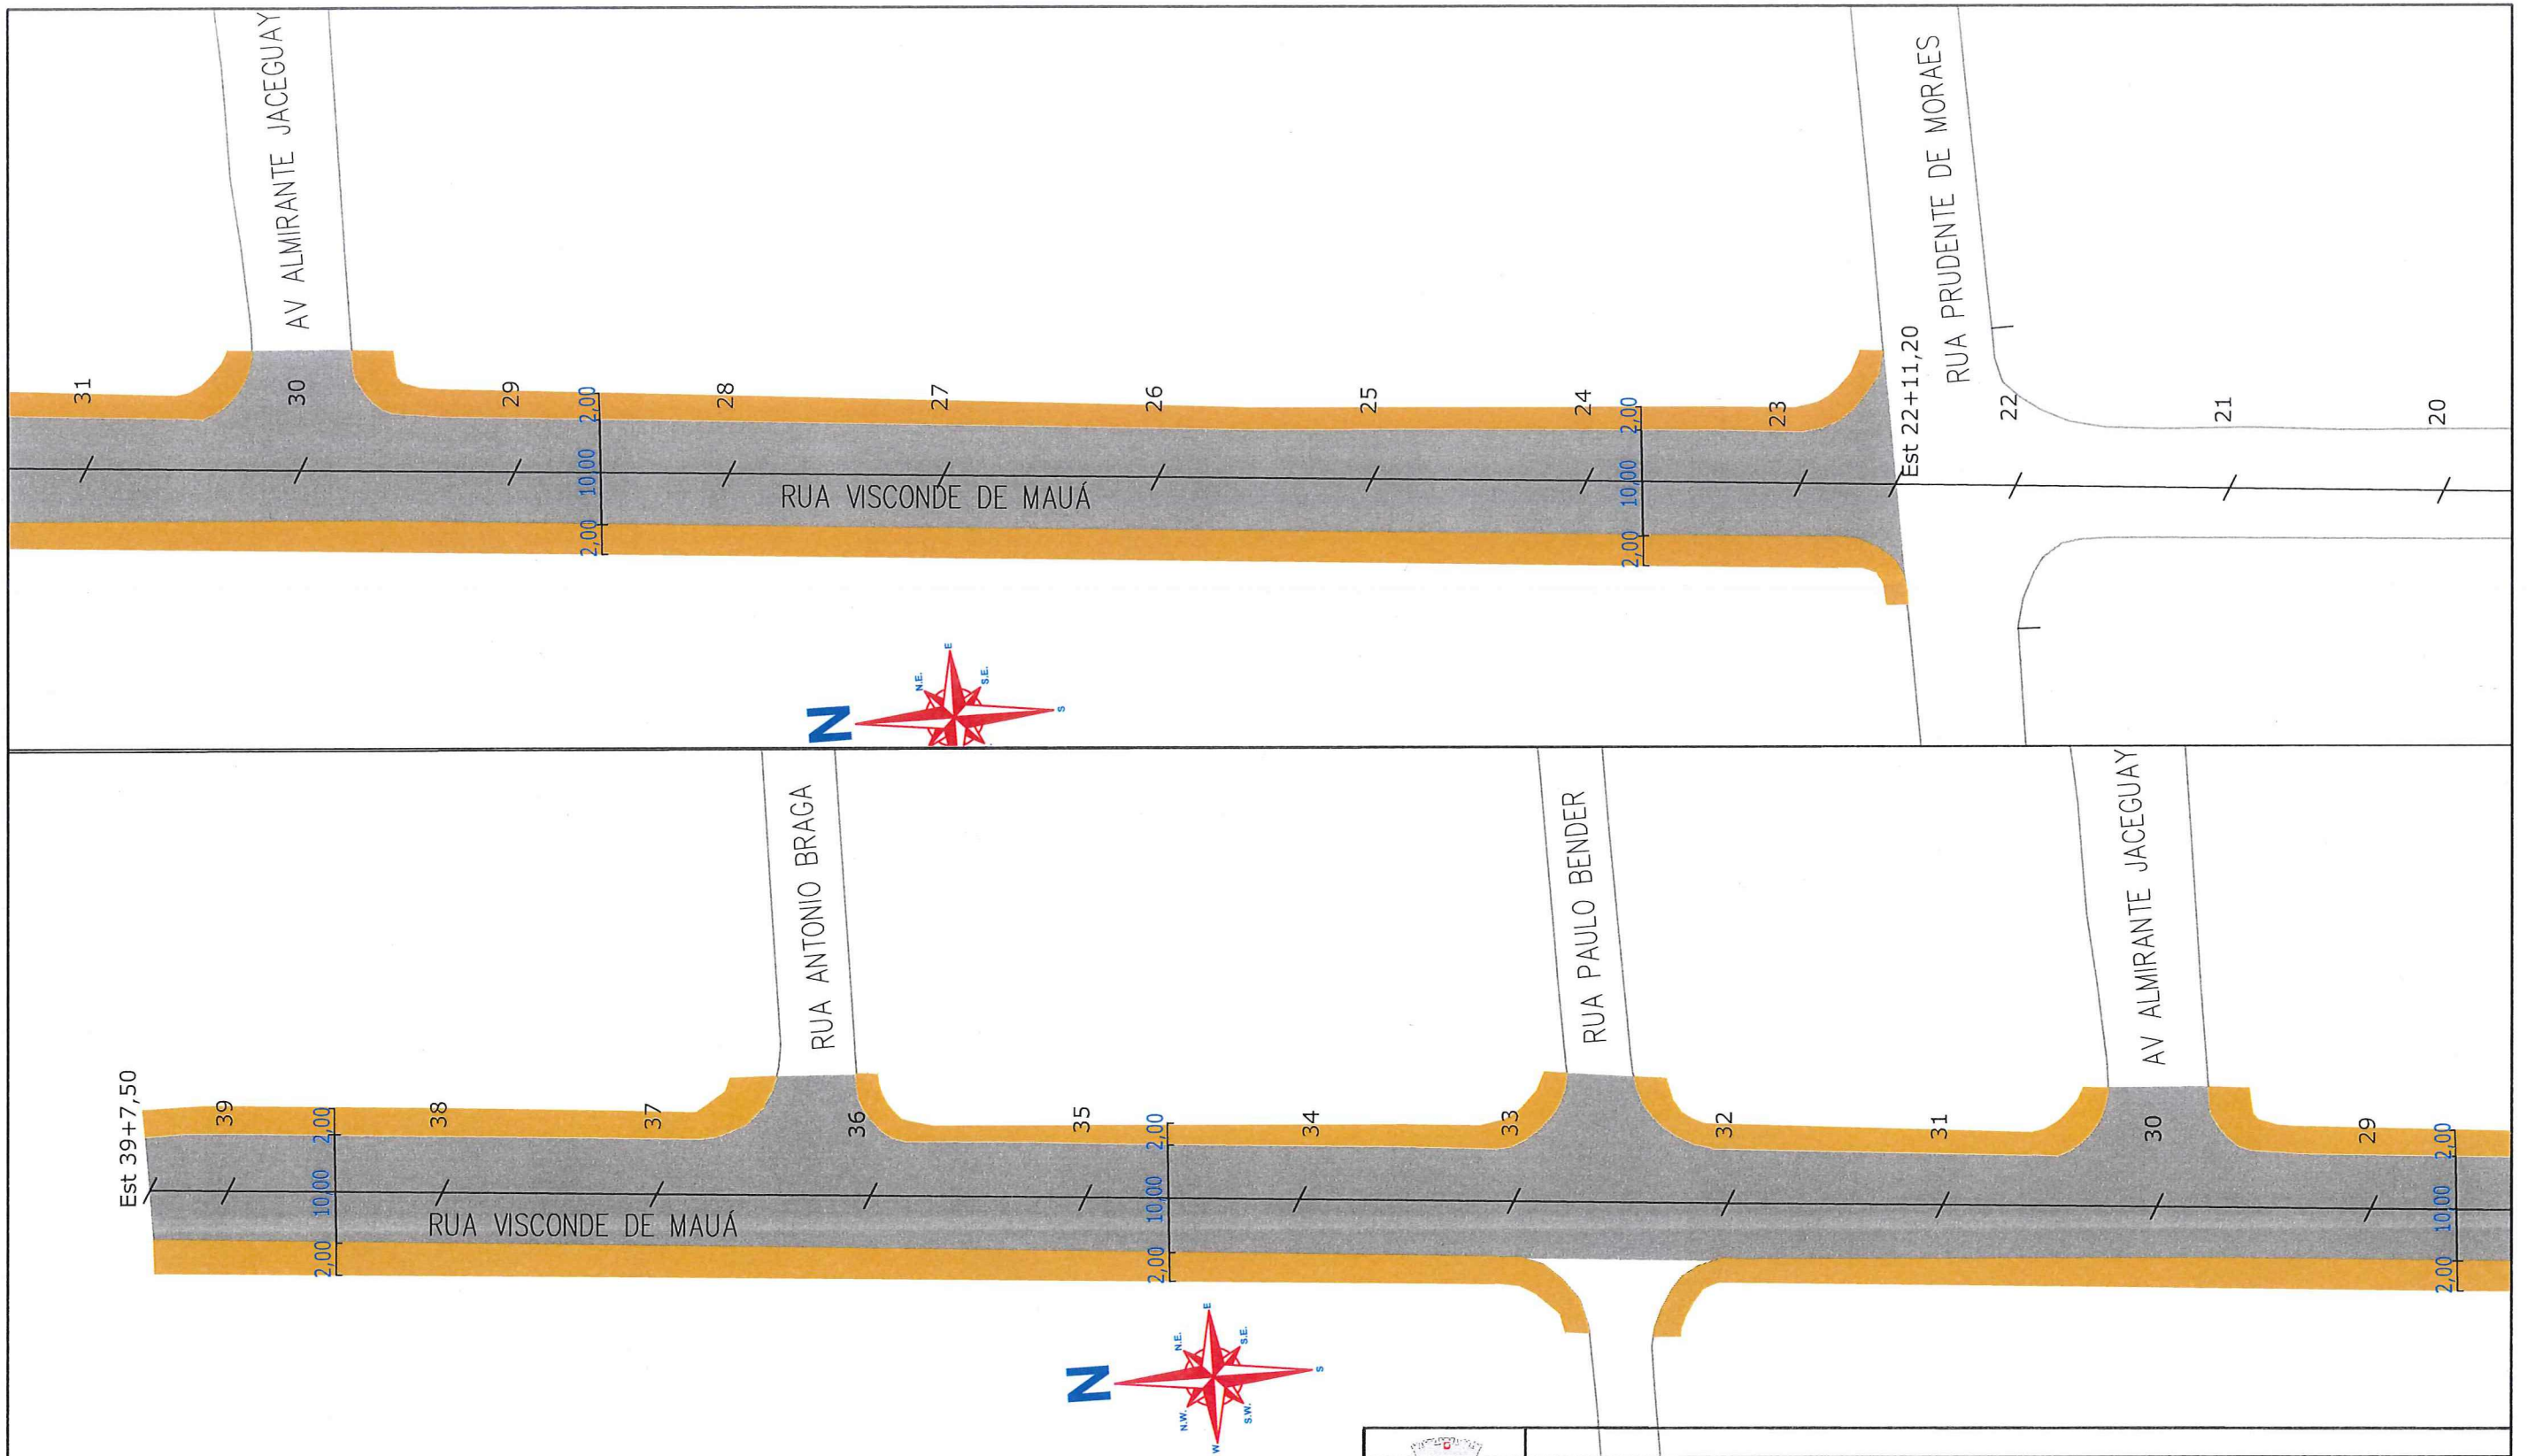 AV ALMIRANTE JACEGUAY
RUA PRUDENTE DE MORAES
31
30
29
28
27
26
25
24
23
22
21
20
Est 22+11,20
2,00
10,00
2,00
2,00
10,00
2,00
RUA VISCONDE DE MAUÁ
N
N.E.
E
S.E.
S
RUA ANTONIO BRAGA
RUA PAULO BENDER
AV ALMIRANTE JACEGUAY
Est 39+7,50
39
38
37
36
35
34
33
32
31
30
29
2,00
10,00
2,00
2,00
10,00
2,00
2,00
10,00
2,00
RUA VISCONDE DE MAUÁ
N
N.E.
E
S.E.
S
S.W.
W
N.W.